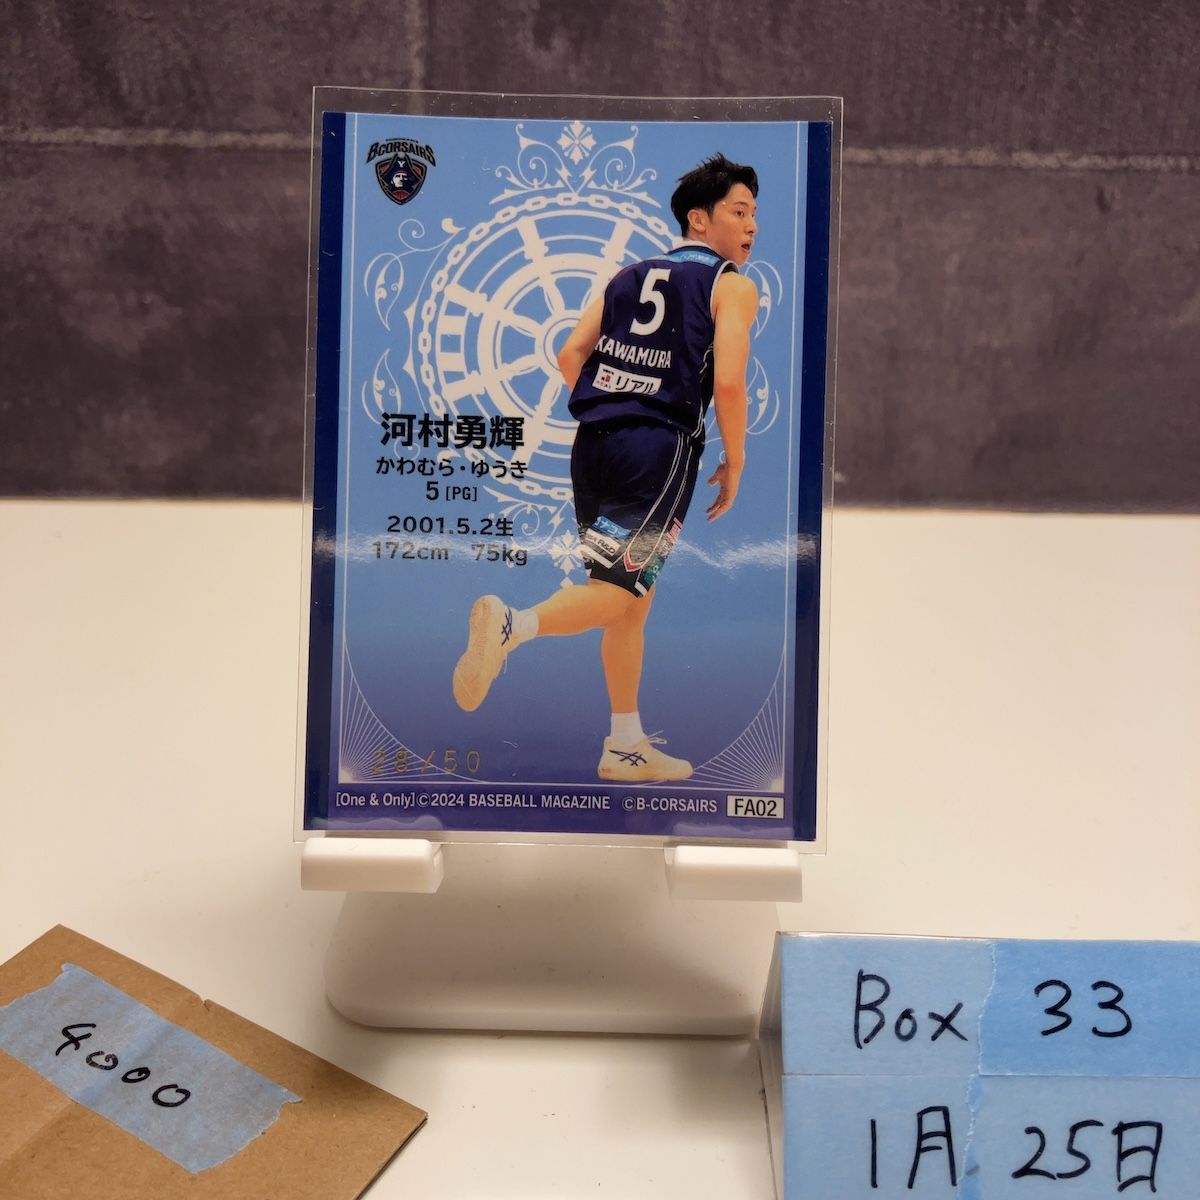 BCORSAIRS
Y
5
KAWAMURA
リアル
河村勇輝
かわむら・ゆうき
5 [PG]
2001.5.2生
172cm 75kg
28/50
[One & Only]©2024 BASEBALL MAGAZINE ©B-CORSAIRS FA02
4000
Box 33
1月25日